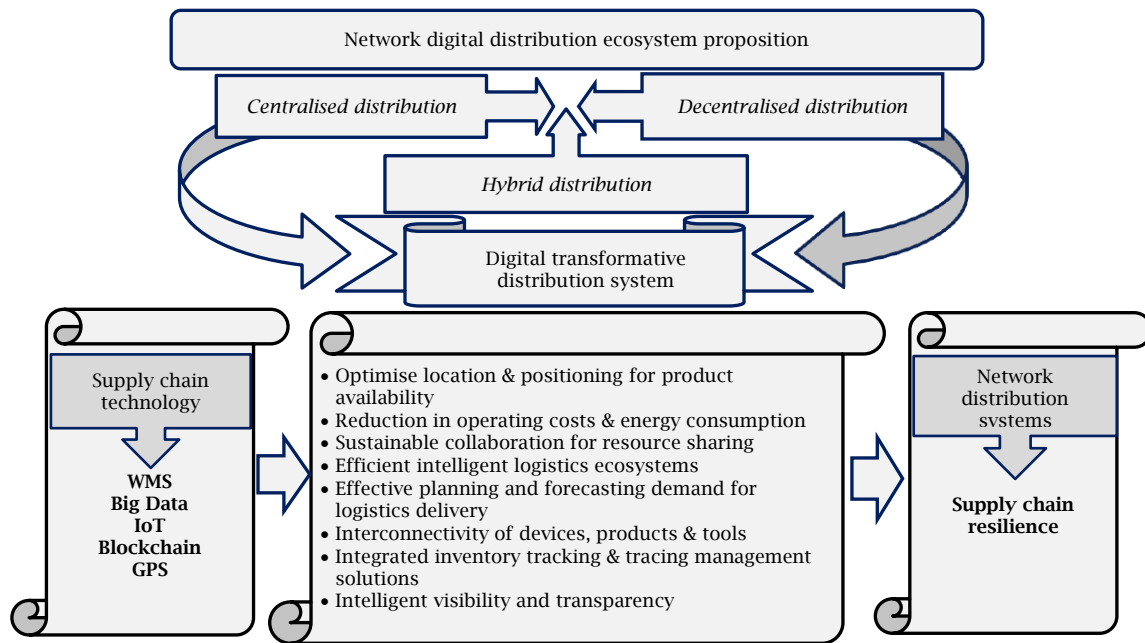 Network digital distribution ecosystem proposition
Centralised distribution
Decentralised distribution
Hybrid distribution
Digital transformative
distribution system
Supply chain
technology
WMS
Big Data
IoT
Blockchain
GPS
• Optimise location & positioning for product
availability
• Reduction in operating costs & energy consumption
• Sustainable collaboration for resource sharing
• Efficient intelligent logistics ecosystems
• Effective planning and forecasting demand for
logistics delivery
• Interconnectivity of devices, products & tools
• Integrated inventory tracking & tracing management
solutions
• Intelligent visibility and transparency
Network
distribution
systems
Supply chain
resilience